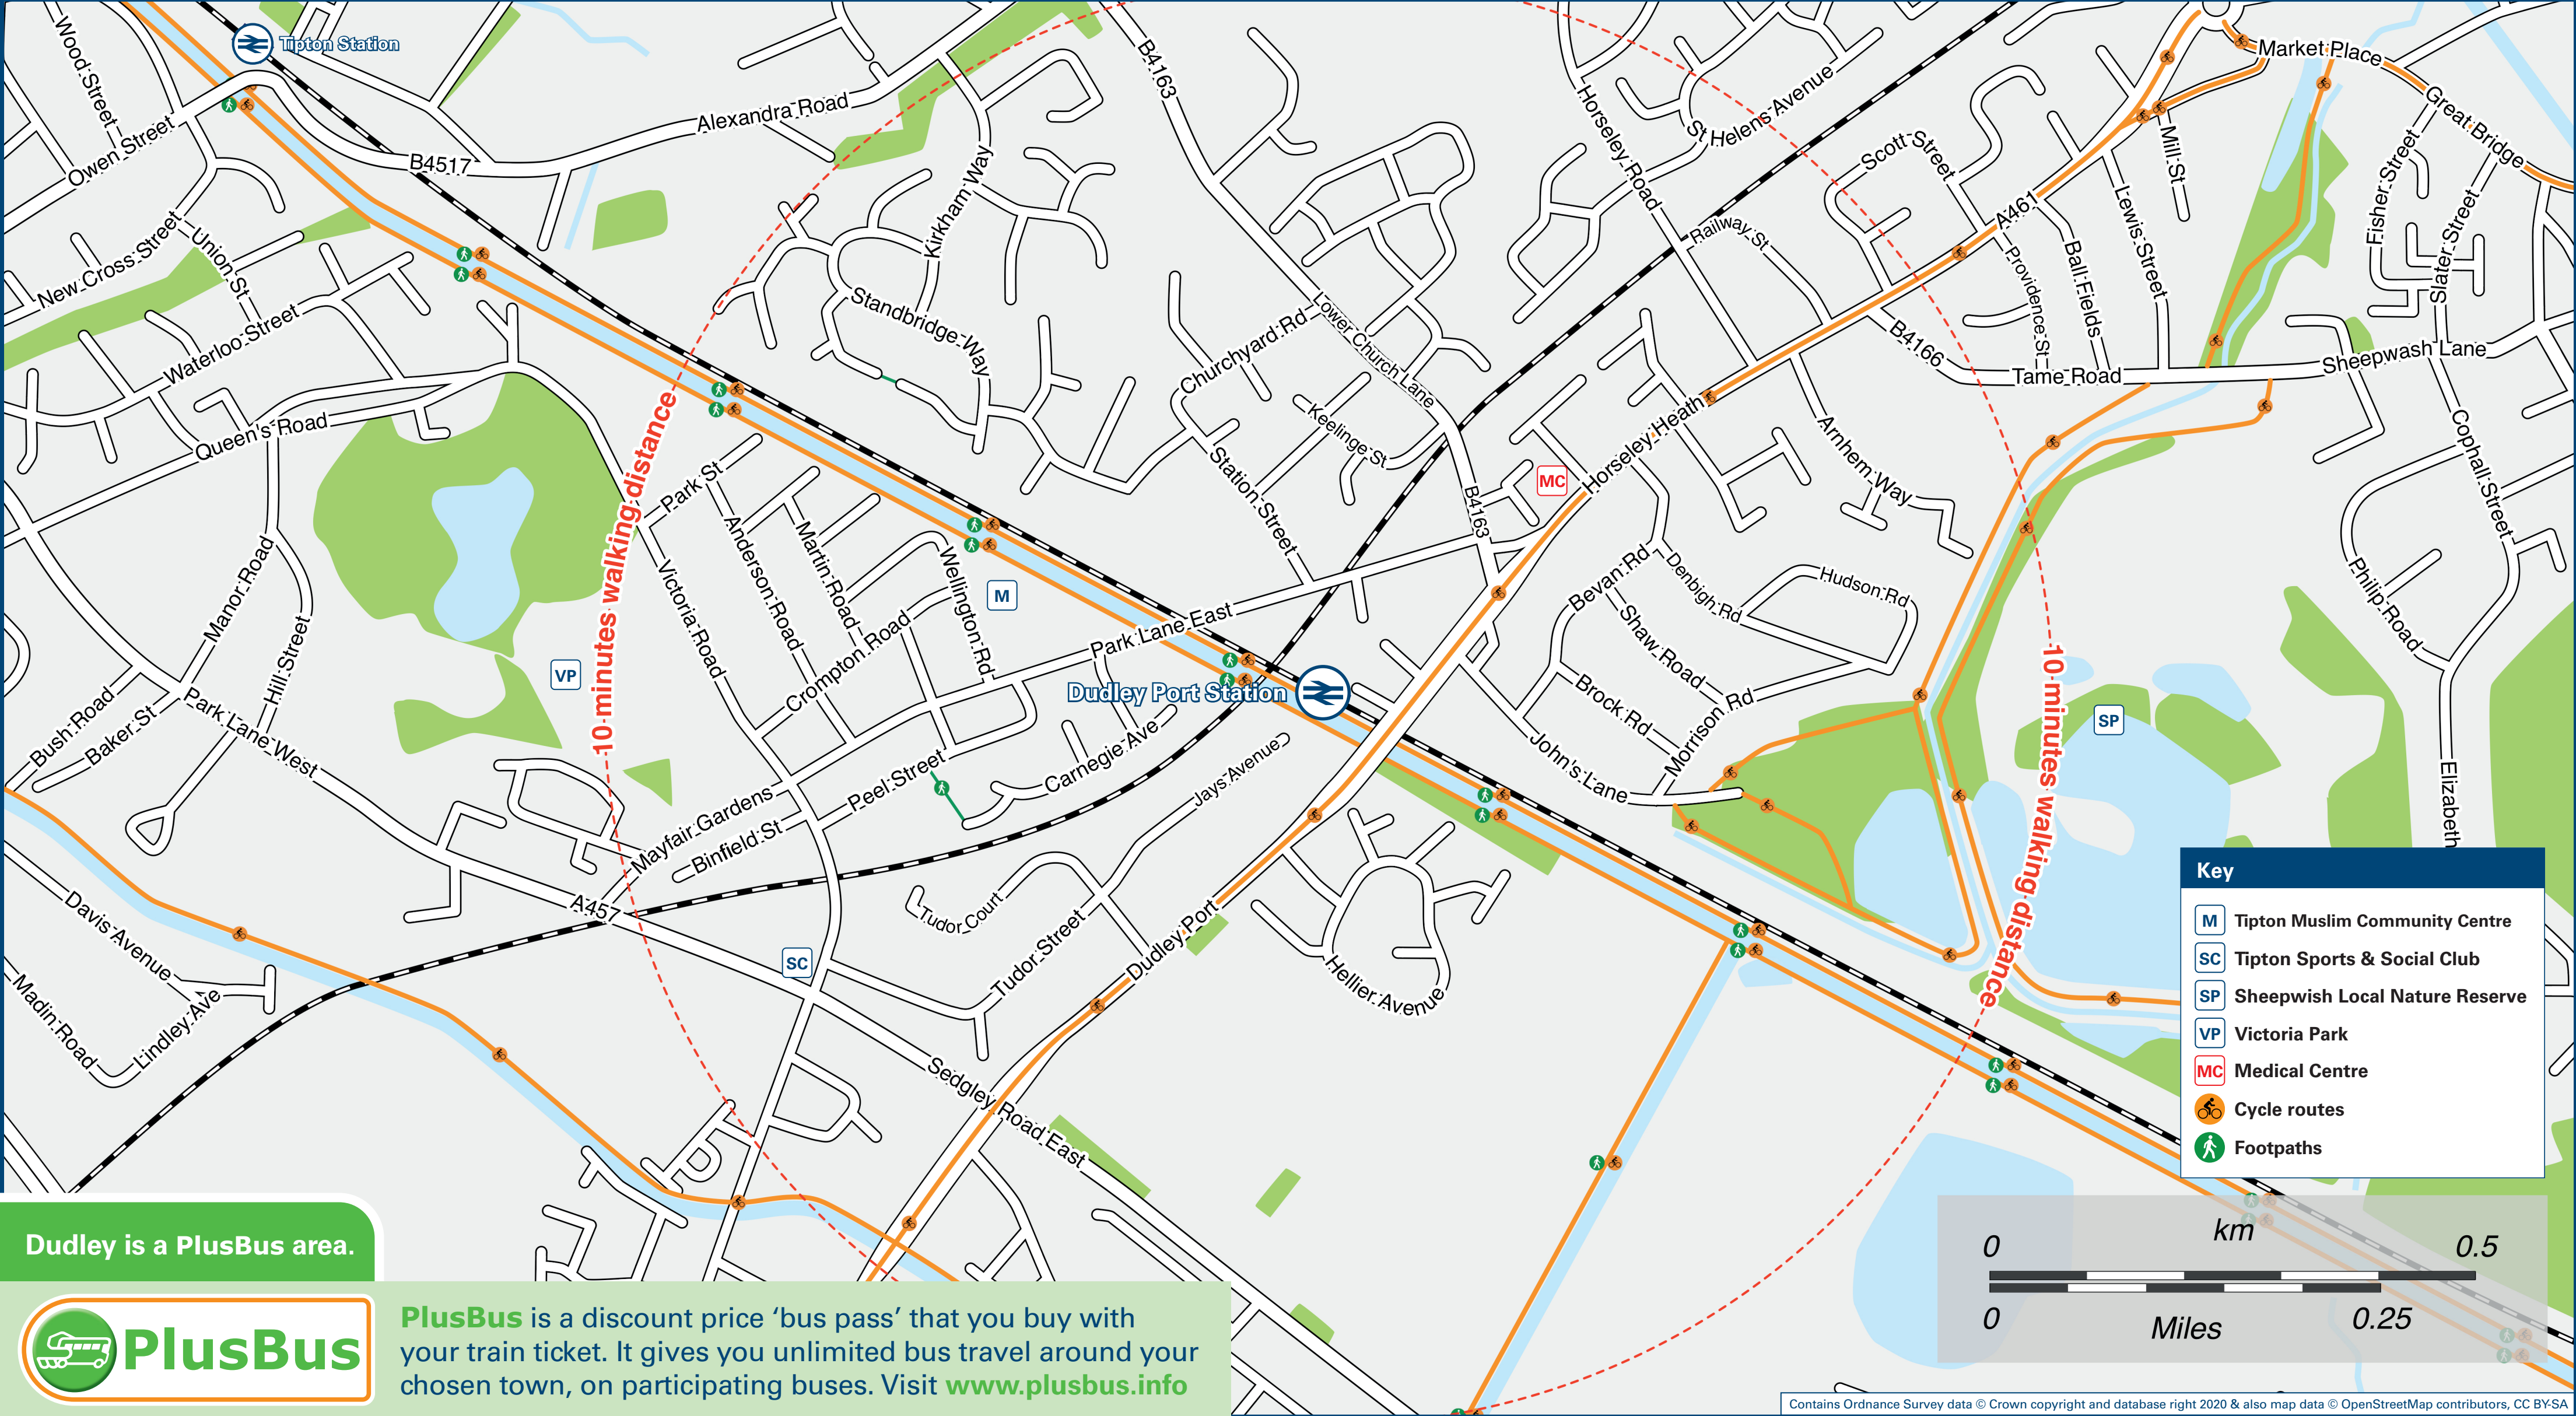 Wood Street
Tipton Station
Owen Street
B4517
Alexandra Road
B4163
Horseley Road
St Helens Avenue
Market Place
Great Bridge
Scott Street
Mill St
Fisher Street
Slater Street
Kirkham Way
New Cross Street
Union St
Waterloo Street
Standbridge Way
Churchyard Rd
Lower Church Lane
Railway St
A461
Lewis Street
Ball Fields
Providence St
B4166
Tame Road
Sheepwash Lane
Queen's Road
10 minutes walking distance
Park St
Keelinge St
Station Street
B4163
MC
Horseley Heath
Arnhem Way
Cophall Street
Manor Road
Hill Street
Victoria Road
Anderson Road
Martin Road
Wellington Rd
Crompton Road
M
VP
Park Lane East
Bevan Rd
Denbigh Rd
Hudson Rd
Shaw Road
Brock Rd
Morrison Rd
John's Lane
Philip Road
Elizabeth
Dudley Port Station
SP
10 minutes walking distance
Bush Road
Baker St
Park Lane West
Peel Street
Carnegie Ave
Jays Avenue
Mayfair Gardens
Binfield St
A457
Tudor Court
Tudor Street
Dudley Port
Hellier Avenue
SC
Davis Avenue
Madin Road
Lindley Ave
Sedgley Road East
Key
M Tipton Muslim Community Centre
SC Tipton Sports & Social Club
SP Sheepwish Local Nature Reserve
VP Victoria Park
MC Medical Centre
Cycle routes
Footpaths
km
0 0.5
0 0.25
Miles
Dudley is a PlusBus area.
PlusBus
PlusBus is a discount price ‘bus pass’ that you buy with
your train ticket. It gives you unlimited bus travel around your
chosen town, on participating buses. Visit www.plusbus.info
Contains Ordnance Survey data © Crown copyright and database right 2020 & also map data © OpenStreetMap contributors, CC BY-SA